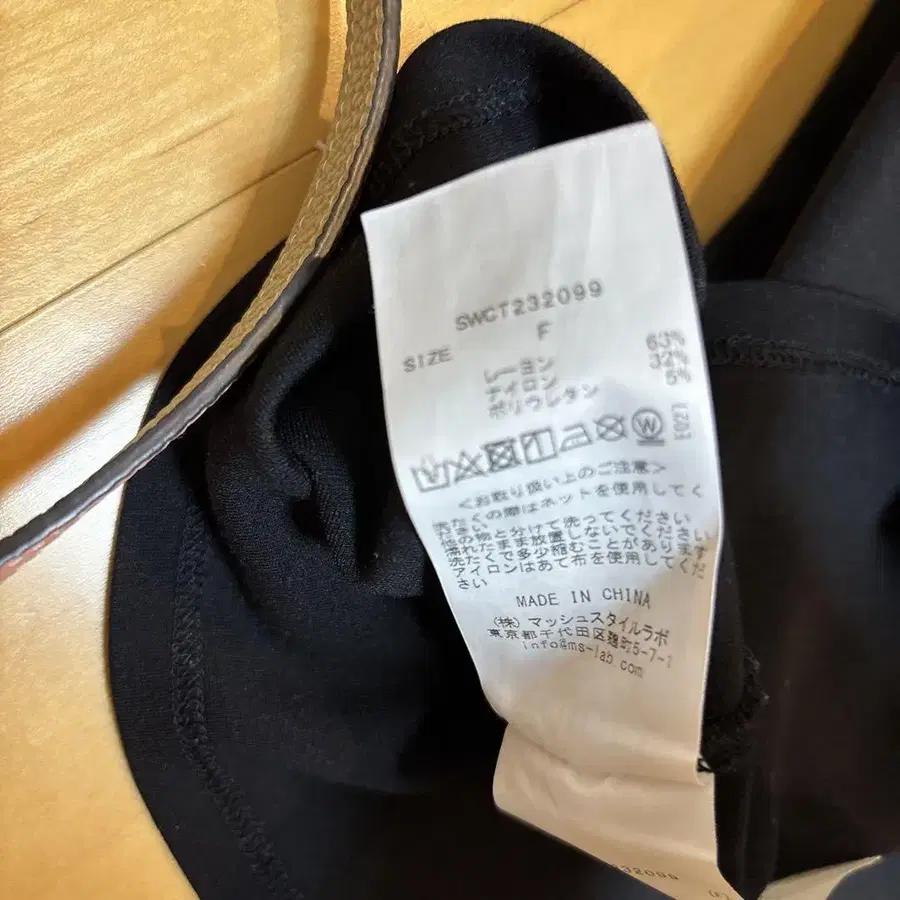 SWCT232099
SIZE F
レーヨン 63%
ナイロン 32%
ポリウレタン 5%
W
<お取り扱い上のご注意>
洗たくの際はネットを使用してく
ださい
他の物と分けて洗ってください
濡れたまま放置しないでください
洗たくで多少縮むことがあります
アイロンはあて布を使用してくだ
さい
MADE IN CHINA
(株)マッシュスタイルラボ
東京都千代田区麹町5-7-1
info@ms-lab.com
232099